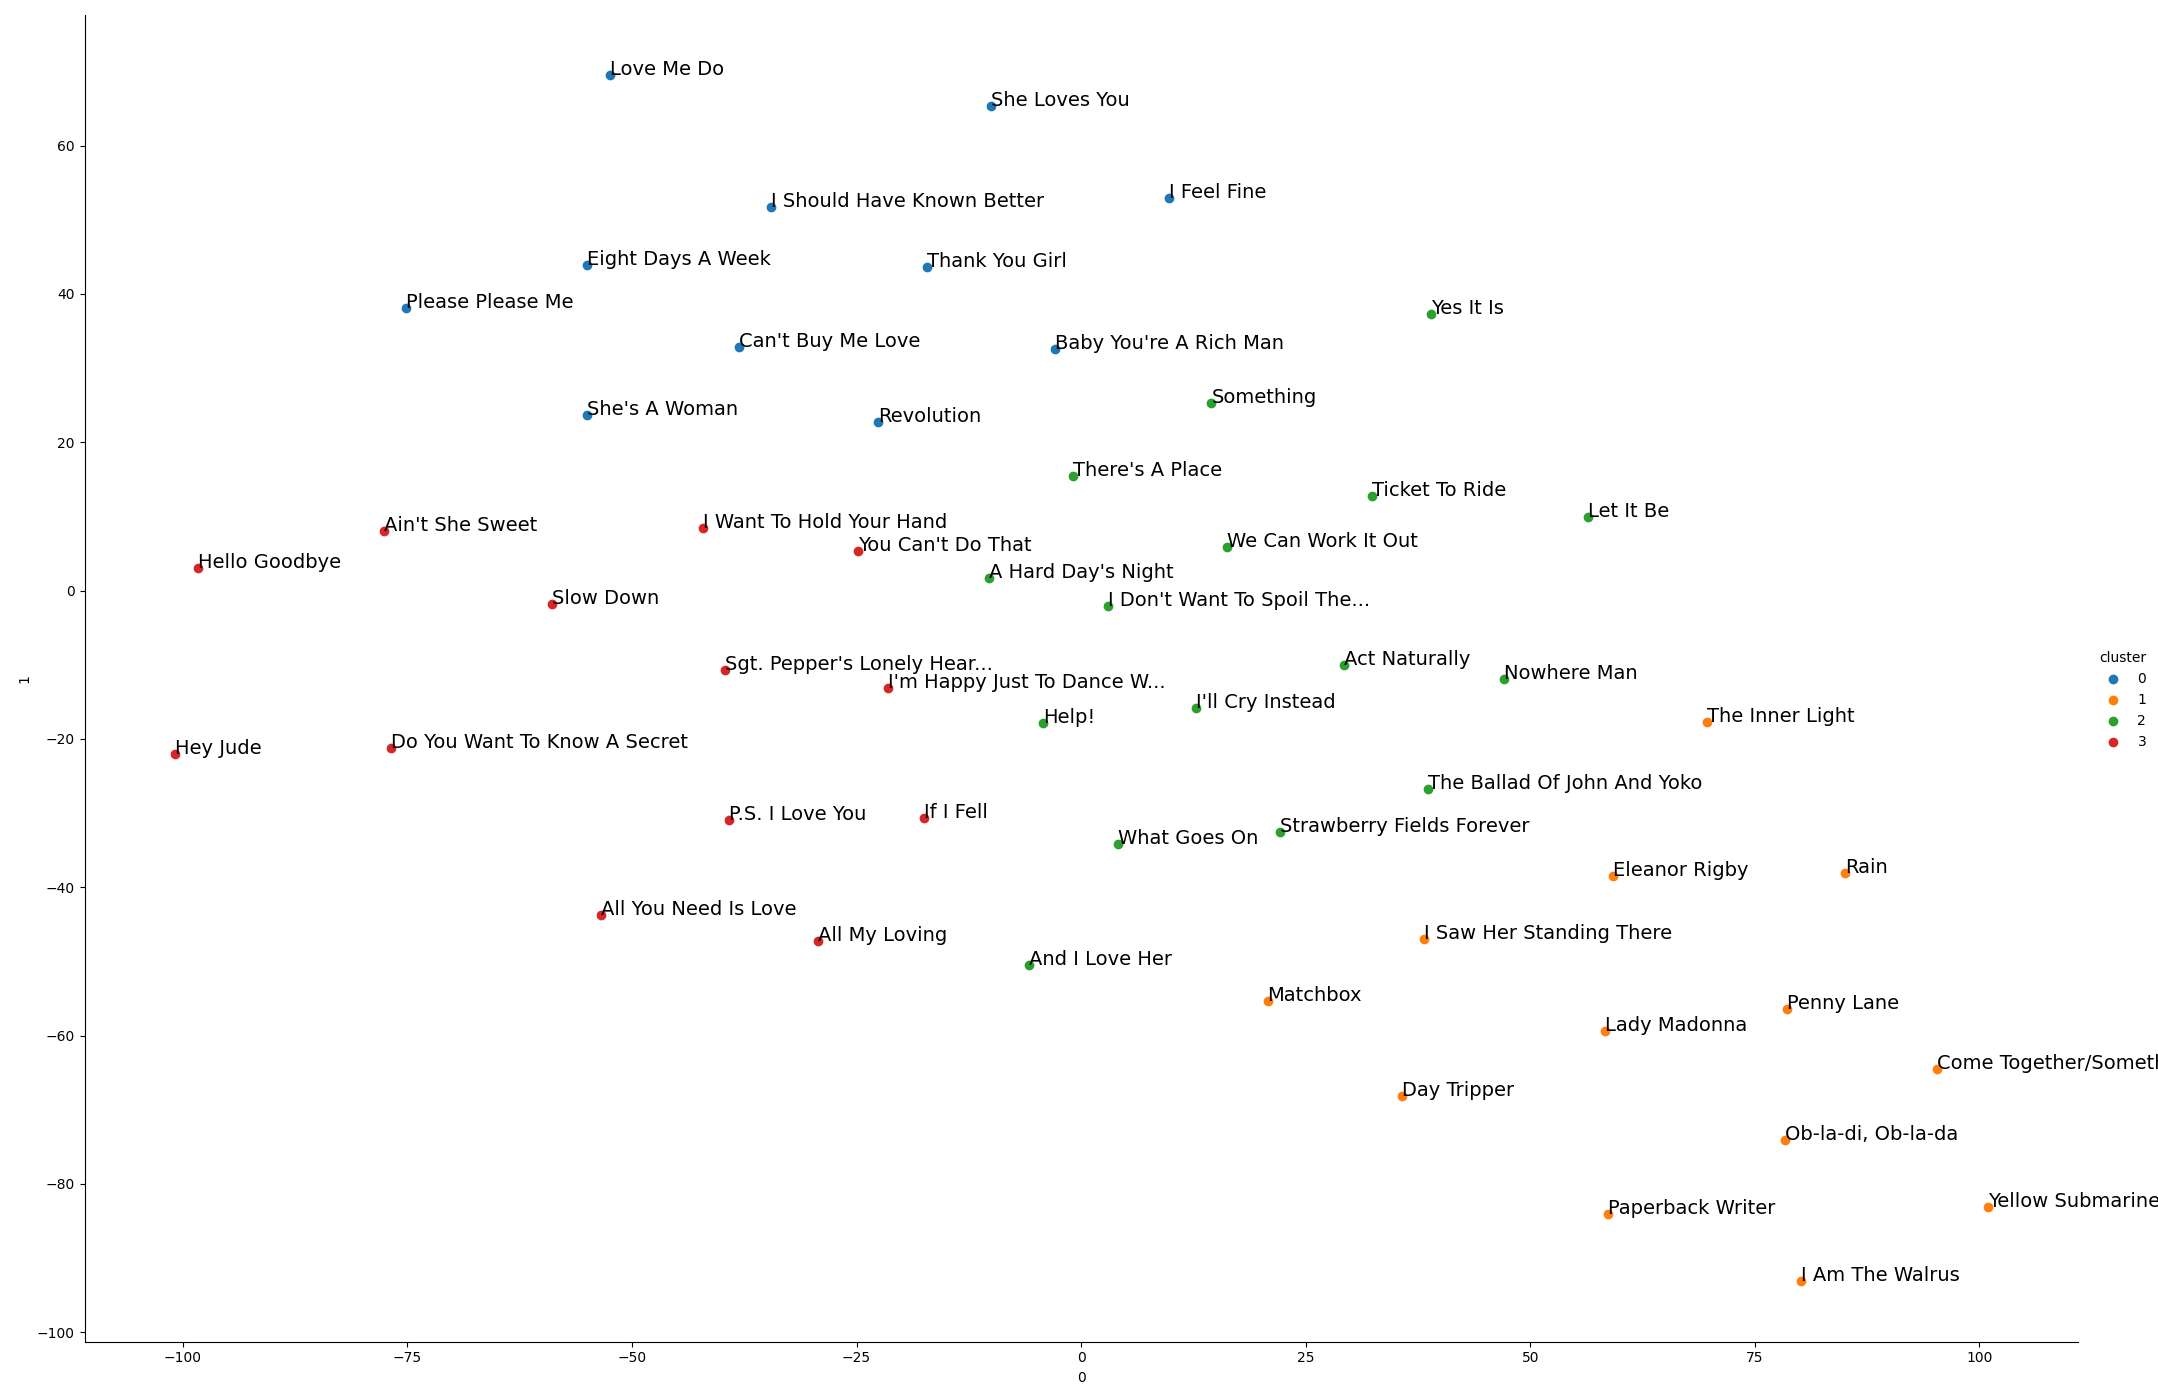 Love Me Do
She Loves You
I Feel Fine
I Should Have Known Better
Eight Days A Week
Thank You Girl
Please Please Me
Yes It Is
Can't Buy Me Love
Baby You're A Rich Man
Something
She's A Woman
Revolution
There's A Place
Ticket To Ride
Let It Be
Ain't She Sweet
I Want To Hold Your Hand
You Can't Do That
We Can Work It Out
Hello Goodbye
A Hard Day's Night
Slow Down
I Don't Want To Spoil The...
Sgt. Pepper's Lonely Hear...
Act Naturally
Nowhere Man
I'm Happy Just To Dance W...
I'll Cry Instead
Help!
The Inner Light
Hey Jude
Do You Want To Know A Secret
The Ballad Of John And Yoko
P.S. I Love You
If I Fell
Strawberry Fields Forever
What Goes On
Eleanor Rigby
Rain
All You Need Is Love
All My Loving
I Saw Her Standing There
And I Love Her
Matchbox
Penny Lane
Lady Madonna
Come Together/Someth
Day Tripper
Ob-la-di, Ob-la-da
Yellow Submarine
Paperback Writer
I Am The Walrus
60
40
20
0
−20
−40
−60
−80
−100
1
−100
−75
−50
−25
0
25
50
75
100
0
cluster
0
1
2
3